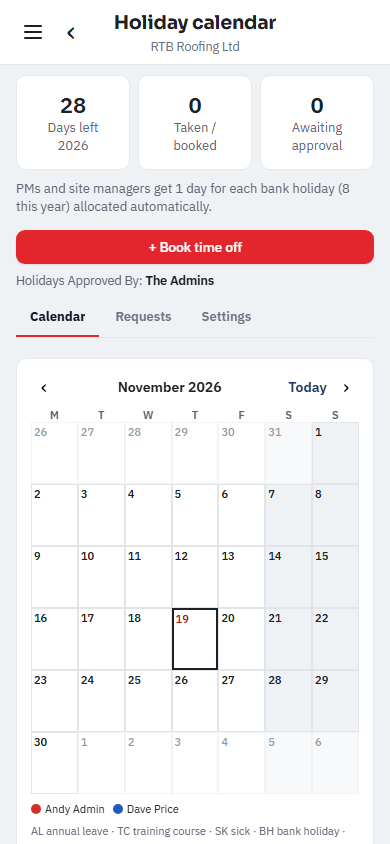 Holiday calendar
RTB Roofing Ltd
28
Days left
2026
0
Taken /
booked
0
Awaiting
approval
PMs and site managers get 1 day for each bank holiday (8
this year) allocated automatically.
+ Book time off
Holidays Approved By: The Admins
Calendar Requests Settings
November 2026 Today
M T W T F S S
26 27 28 29 30 31 1
2 3 4 5 6 7 8
9 10 11 12 13 14 15
16 17 18 19 20 21 22
23 24 25 26 27 28 29
30 1 2 3 4 5 6
Andy Admin Dave Price
AL annual leave · TC training course · SK sick · BH bank holiday ·